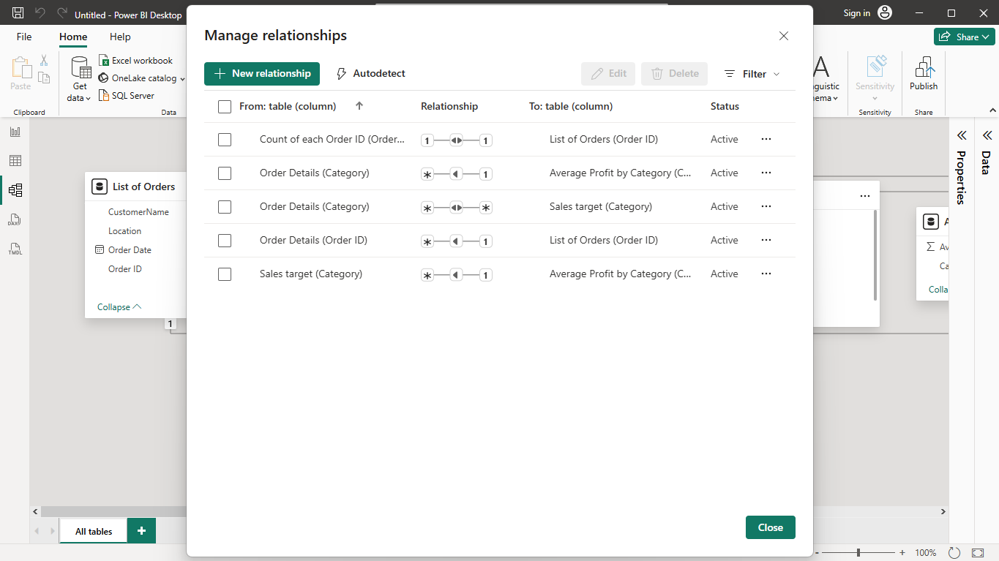 Untitled - Power BI Desktop
Sign in
File
Home
Help
Share
Paste
Clipboard
Get
data
Excel workbook
OneLake catalog
SQL Server
Data
Sensitivity
Sensitivity
Publish
Share
Manage relationships
New relationship
Autodetect
Edit
Delete
Filter
From: table (column)
Relationship
To: table (column)
Status
Count of each Order ID (Order...
1
1
List of Orders (Order ID)
Active
Order Details (Category)
*
1
Average Profit by Category (C...
Active
Order Details (Category)
*
*
Sales target (Category)
Active
Order Details (Order ID)
*
1
List of Orders (Order ID)
Active
Sales target (Category)
*
1
Average Profit by Category (C...
Active
Close
List of Orders
CustomerName
Location
Order Date
Order ID
Collapse
1
DAX
TMDL
Properties
Data
All tables
+
- + 100%